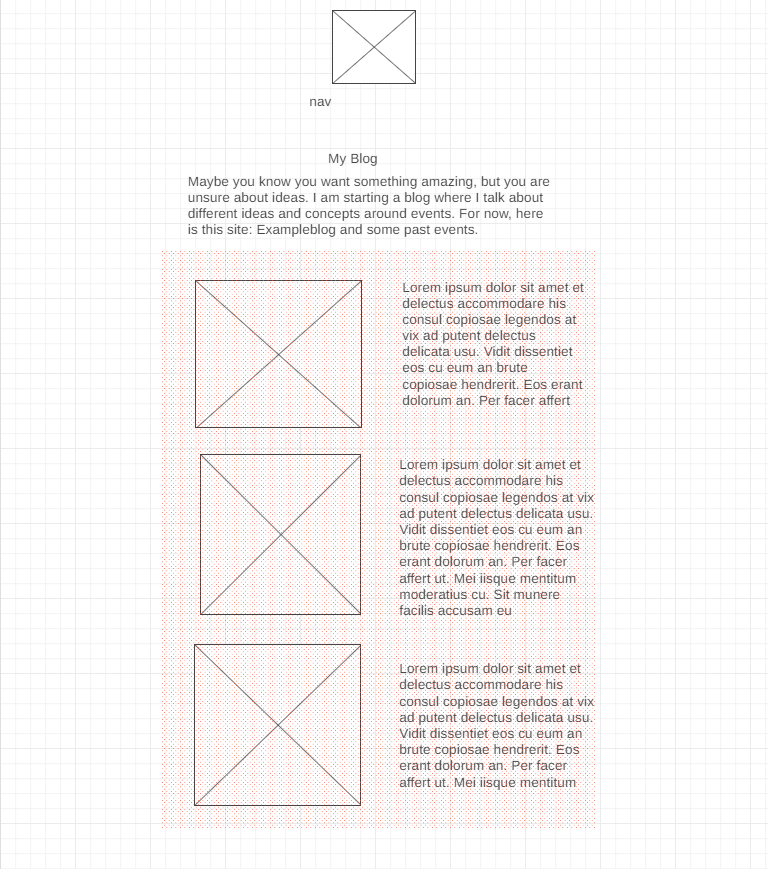 nav
My Blog
Maybe you know you want something amazing, but you are
unsure about ideas. I am starting a blog where I talk about
different ideas and concepts around events. For now, here
is this site: Exampleblog and some past events.
Lorem ipsum dolor sit amet et
delectus accommodare his
consul copiosae legendos at
vix ad putent delectus
delicata usu. Vidit dissentiet
eos cu eum an brute
copiosae hendrerit. Eos erant
dolorum an. Per facer affert
Lorem ipsum dolor sit amet et
delectus accommodare his
consul copiosae legendos at vix
ad putent delectus delicata usu.
Vidit dissentiet eos cu eum an
brute copiosae hendrerit. Eos
erant dolorum an. Per facer
affert ut. Mei iisque mentitum
moderatius cu. Sit munere
facilis accusam eu
Lorem ipsum dolor sit amet et
delectus accommodare his
consul copiosae legendos at vix
ad putent delectus delicata usu.
Vidit dissentiet eos cu eum an
brute copiosae hendrerit. Eos
erant dolorum an. Per facer
affert ut. Mei iisque mentitum